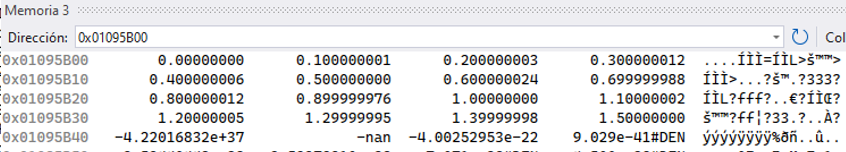 Memoria 3
Dirección: 0x01095B00 Col
0x01095B00 0.00000000 0.100000001 0.200000003 0.300000012 ....ÍÌÌ=ÍÌL>š™™>
0x01095B10 0.400000006 0.500000000 0.600000024 0.699999988 ÍÌÌ>...?š™.?333?
0x01095B20 0.800000012 0.899999976 1.00000000 1.10000002 ÍÌL?fff?..€?ÍÌŒ?
0x01095B30 1.20000005 1.29999995 1.39999998 1.50000000 š™™?ff¦?33.?..À?
0x01095B40 -4.22016832e+37 -nan -4.00252953e-22 9.029e-41#DEN ýýýýÿÿÿÿ%ðñ..û..